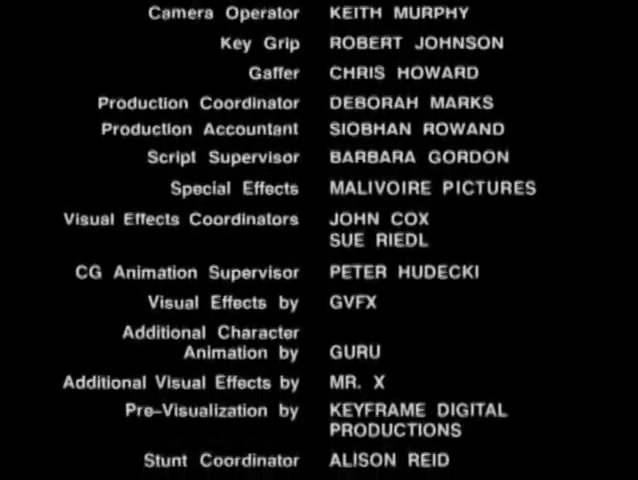 Camera Operator KEITH MURPHY
Key Grip ROBERT JOHNSON
Gaffer CHRIS HOWARD
Production Coordinator DEBORAH MARKS
Production Accountant SIOBHAN ROWAND
Script Supervisor BARBARA GORDON
Special Effects MALIVOIRE PICTURES
Visual Effects Coordinators JOHN COX
SUE RIEDL
CG Animation Supervisor PETER HUDECKI
Visual Effects by GVFX
Additional Character
Animation by GURU
Additional Visual Effects by MR. X
Pre-Visualization by KEYFRAME DIGITAL
PRODUCTIONS
Stunt Coordinator ALISON REID